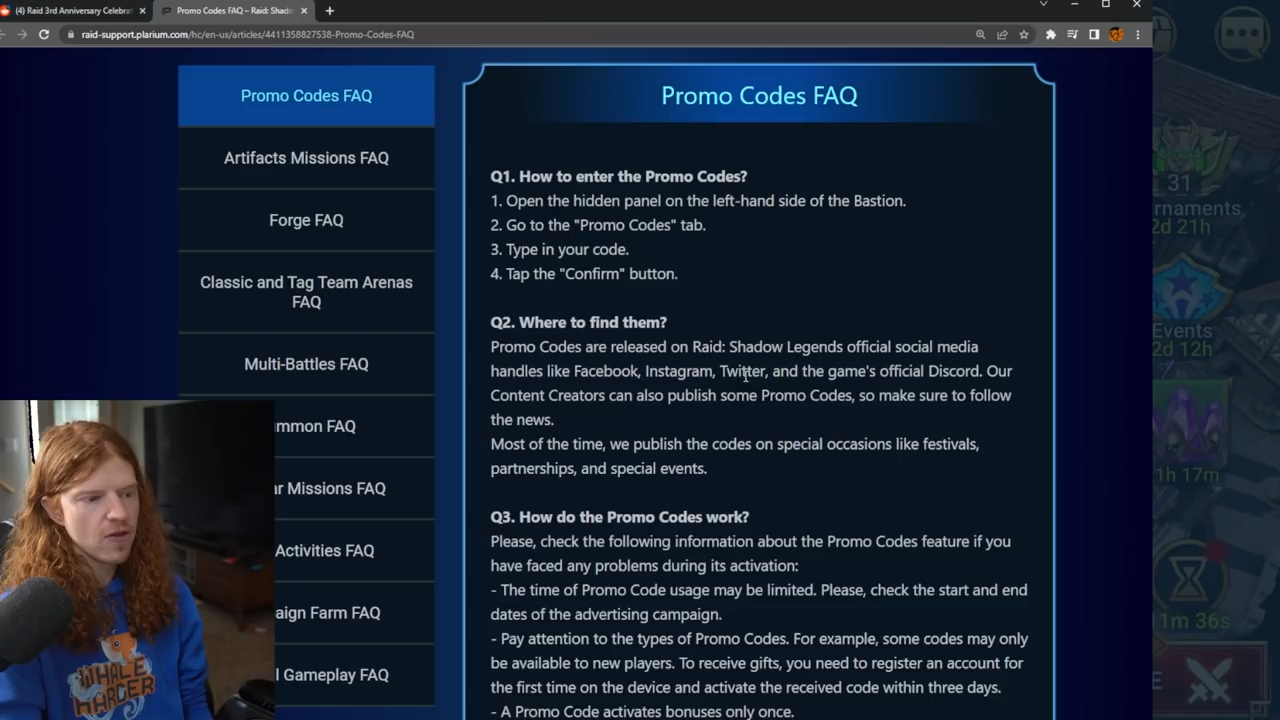 (4) Raid 3rd Anniversary Celebra
Promo Codes FAQ – Raid: Shado
raid-support.plarium.com/hc/en-us/articles/4411358827538-Promo-Codes-FAQ
Promo Codes FAQ
Artifacts Missions FAQ
Forge FAQ
Classic and Tag Team Arenas
FAQ
Multi-Battles FAQ
mmon FAQ
ar Missions FAQ
Activities FAQ
aign Farm FAQ
l Gameplay FAQ
Promo Codes FAQ
Q1. How to enter the Promo Codes?
1. Open the hidden panel on the left-hand side of the Bastion.
2. Go to the "Promo Codes" tab.
3. Type in your code.
4. Tap the "Confirm" button.
Q2. Where to find them?
Promo Codes are released on Raid: Shadow Legends official social media
handles like Facebook, Instagram, Twitter, and the game's official Discord. Our
Content Creators can also publish some Promo Codes, so make sure to follow
the news.
Most of the time, we publish the codes on special occasions like festivals,
partnerships, and special events.
Q3. How do the Promo Codes work?
Please, check the following information about the Promo Codes feature if you
have faced any problems during its activation:
- The time of Promo Code usage may be limited. Please, check the start and end
dates of the advertising campaign.
- Pay attention to the types of Promo Codes. For example, some codes may only
be available to new players. To receive gifts, you need to register an account for
the first time on the device and activate the received code within three days.
- A Promo Code activates bonuses only once.
31
rnaments
2d 21h
Events
2d 12h
1h 17m
11m 36s
E
WHALE
HARDER